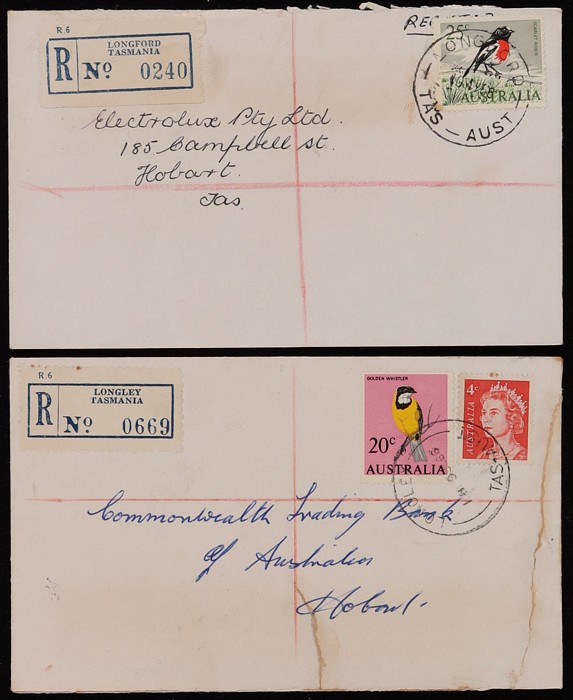 R.6
LONGFORD
TASMANIA
R No 0240
25c
SCARLET ROBIN
AUSTRALIA
LONGFORD
TAS — AUST
Electrolux Pty Ltd.
185 Campbell st.
Hobart.
Tas
R.6
LONGLEY
TASMANIA
R No 0669
GOLDEN WHISTLER
20c
AUSTRALIA
4c
AUSTRALIA
LONGLEY
TAS
Commonwealth Trading Bank
of Australia
Hobart.